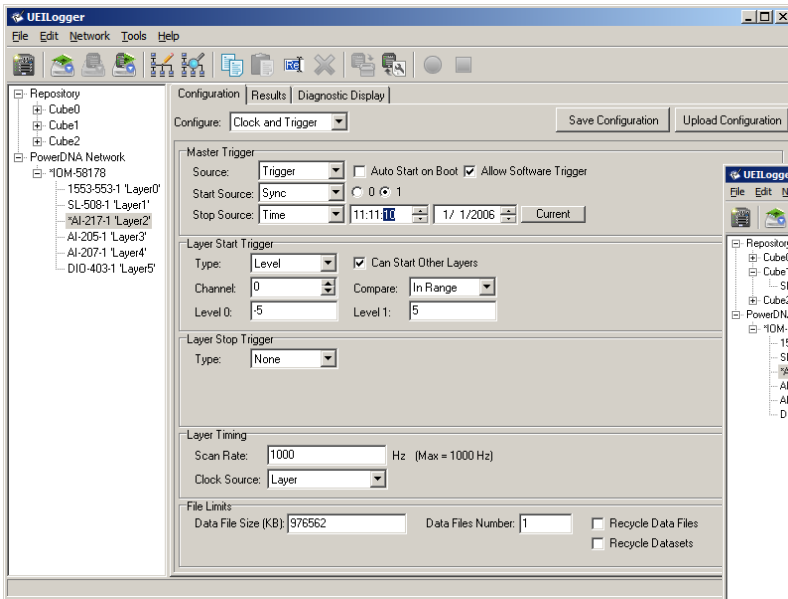 UEILogger
File Edit Network Tools Help
Repository
Cube0
Cube1
Cube2
PowerDNA Network
*IOM-58178
1553-553-1 'Layer0'
SL-508-1 'Layer1'
*AI-217-1 'Layer2'
AI-205-1 'Layer3'
AI-207-1 'Layer4'
DIO-403-1 'Layer5'
Configuration Results Diagnostic Display
Configure: Clock and Trigger Save Configuration Upload Configuration
Master Trigger
Source: Trigger Auto Start on Boot Allow Software Trigger
Start Source: Sync 0 1
Stop Source: Time 11:11:10 1/ 1/2006 Current
Layer Start Trigger
Type: Level Can Start Other Layers
Channel: 0 Compare: In Range
Level 0: -5 Level 1: 5
Layer Stop Trigger
Type: None
Layer Timing
Scan Rate: 1000 Hz (Max = 1000 Hz)
Clock Source: Layer
File Limits
Data File Size (KB): 976562 Data Files Number: 1 Recycle Data Files
Recycle Datasets
UEILogge
File Edit N
Repository
Cube
Cube
Cube2
PowerDN
*IOM-